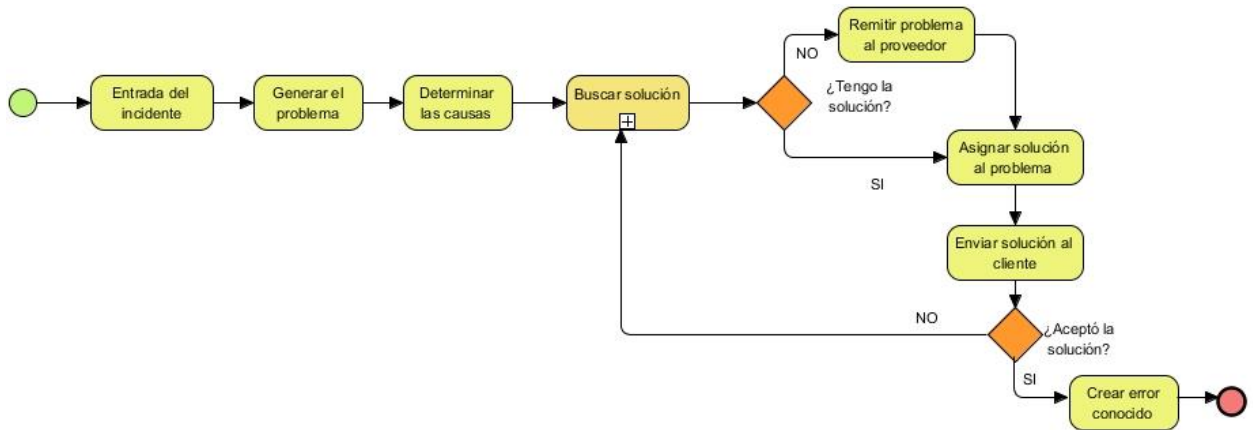 Entrada del
incidente
Generar el
problema
Determinar
las causas
Buscar solución
¿Tengo la
solución?
NO
Remitir problema
al proveedor
SI
Asignar solución
al problema
Enviar solución al
cliente
¿Aceptó la
solución?
NO
SI
Crear error
conocido